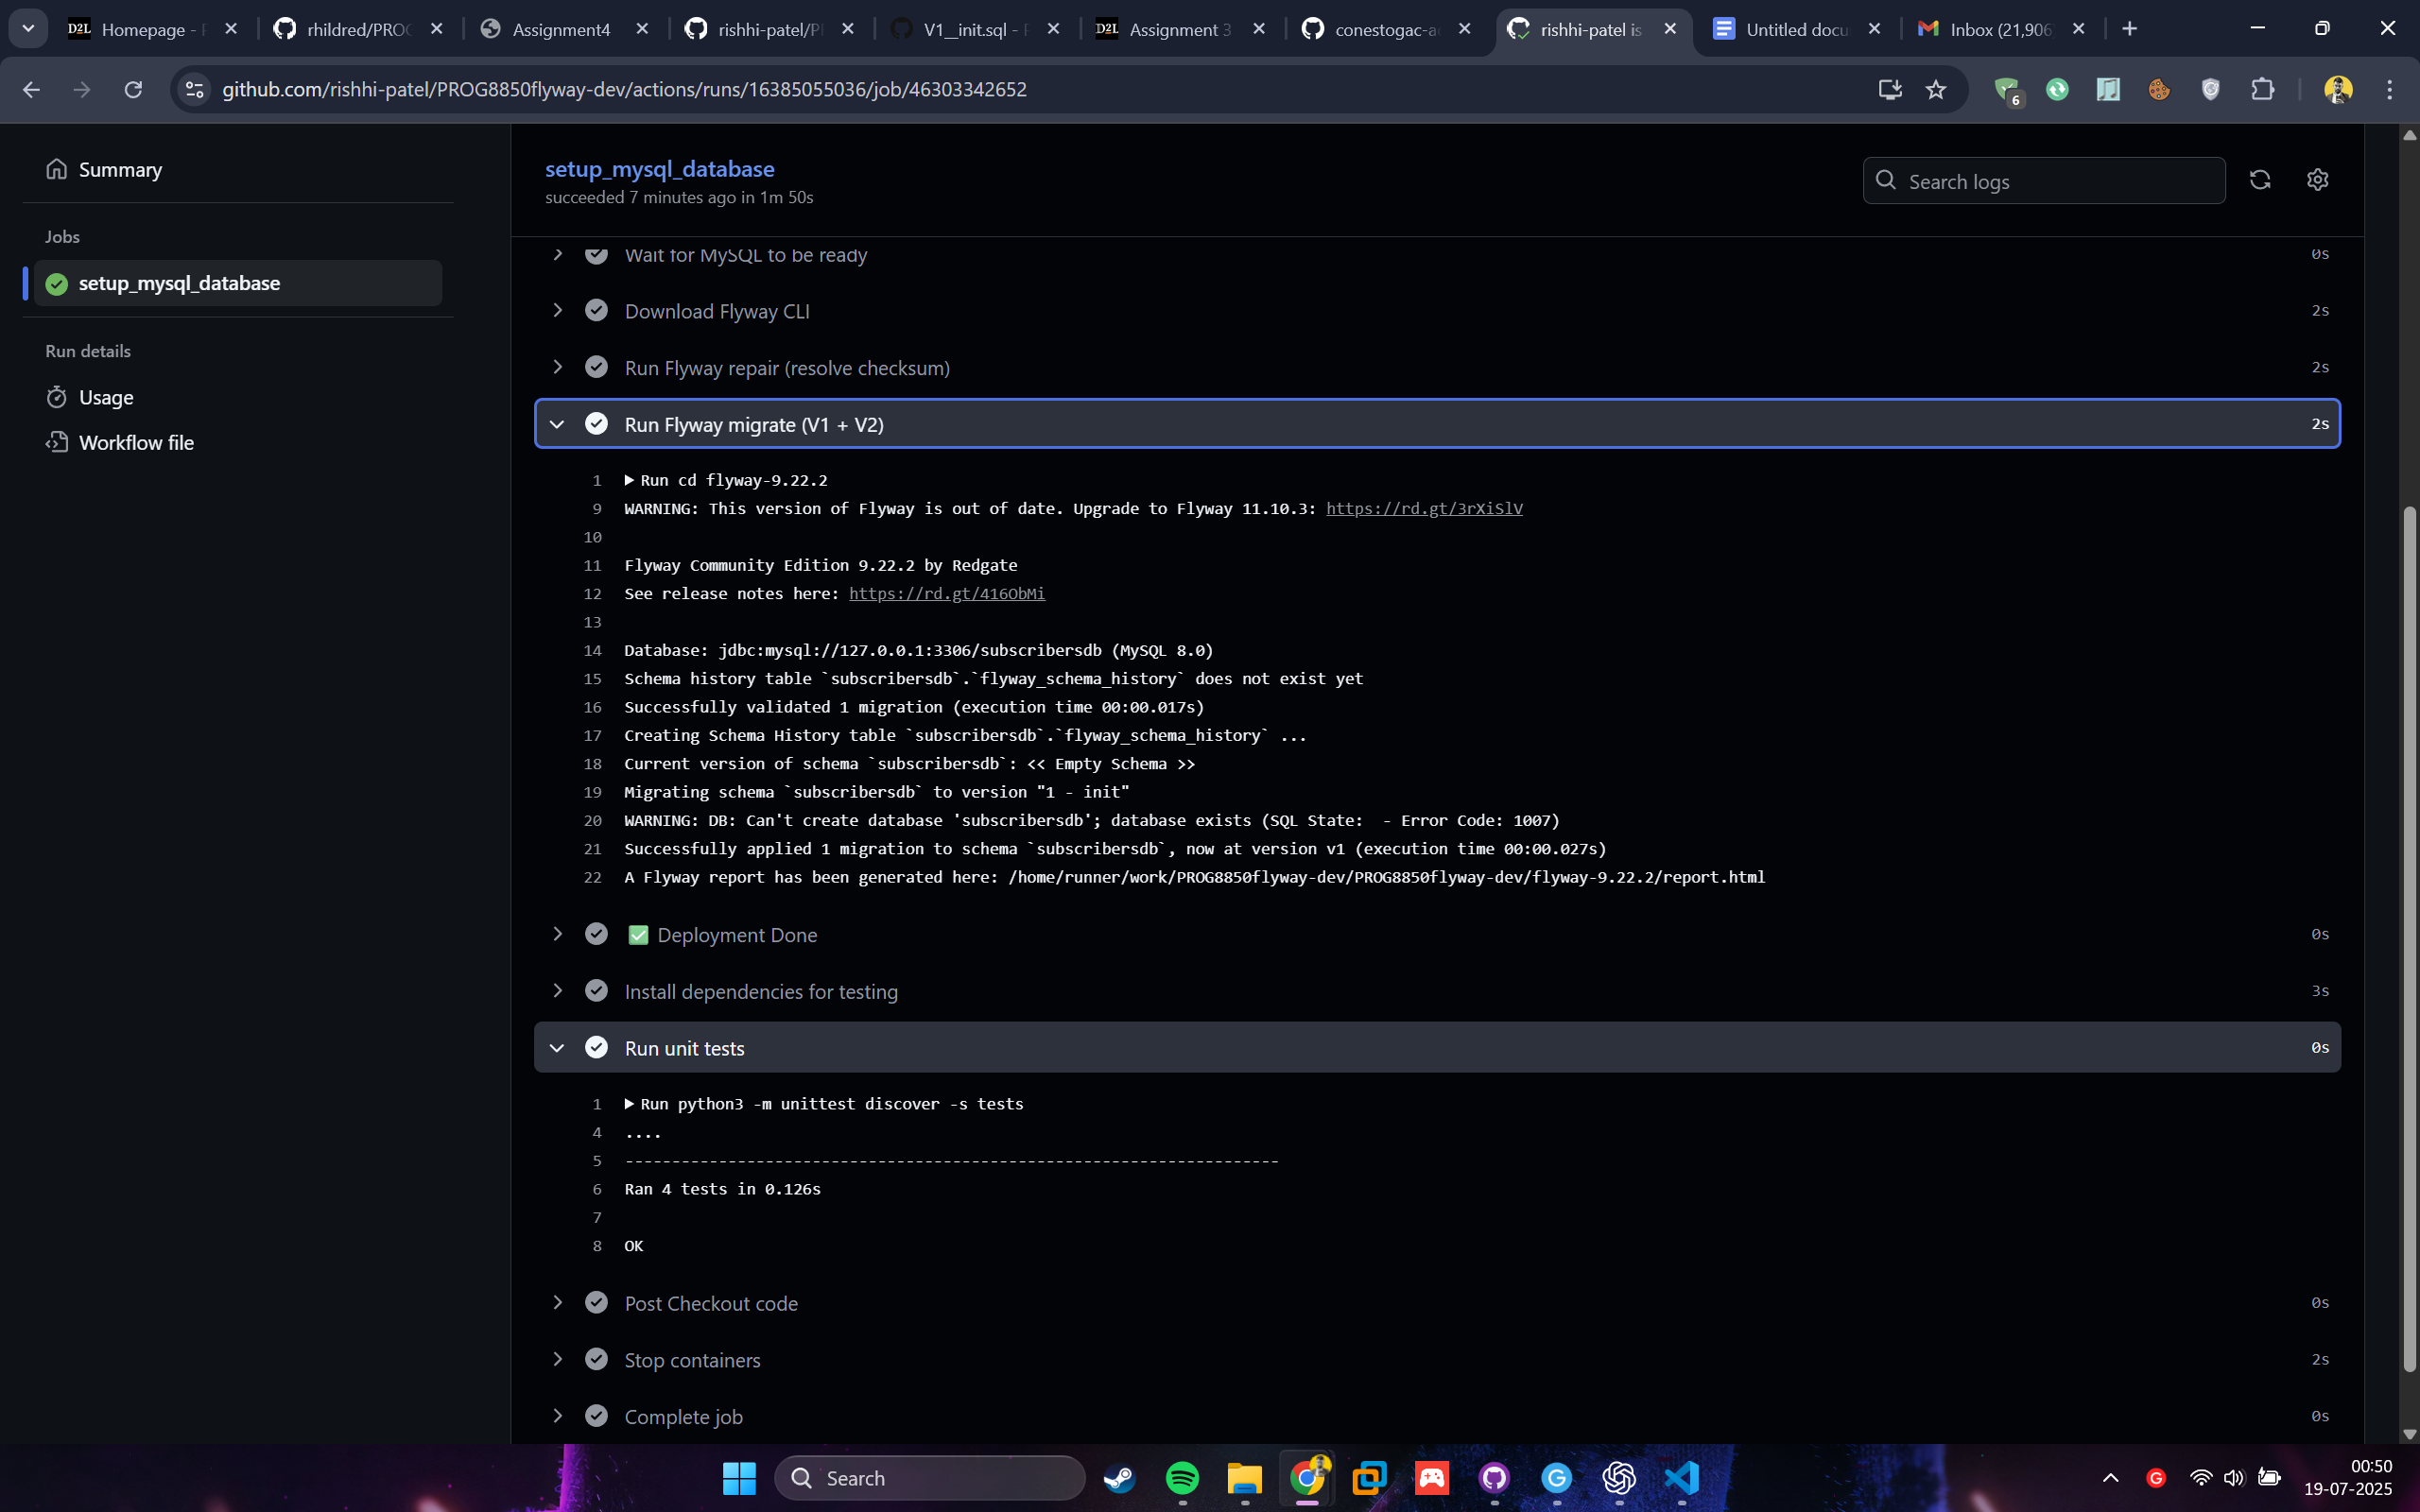 Homepage - 
rhildred/PROG
Assignment4
rishhi-patel/P
V1__init.sql - 
Assignment 3
conestogac-a
rishhi-patel is
Untitled docu
Inbox (21,906
github.com/rishhi-patel/PROG8850flyway-dev/actions/runs/16385055036/job/46303342652
6
Summary
Jobs
setup_mysql_database
Run details
Usage
Workflow file
setup_mysql_database
succeeded 7 minutes ago in 1m 50s
Search logs
Wait for MySQL to be ready 0s
Download Flyway CLI 2s
Run Flyway repair (resolve checksum) 2s
Run Flyway migrate (V1 + V2) 2s
1 Run cd flyway-9.22.2
9 WARNING: This version of Flyway is out of date. Upgrade to Flyway 11.10.3: https://rd.gt/3rXiSlV
10
11 Flyway Community Edition 9.22.2 by Redgate
12 See release notes here: https://rd.gt/416ObMi
13
14 Database: jdbc:mysql://127.0.0.1:3306/subscribersdb (MySQL 8.0)
15 Schema history table `subscribersdb`.`flyway_schema_history` does not exist yet
16 Successfully validated 1 migration (execution time 00:00.017s)
17 Creating Schema History table `subscribersdb`.`flyway_schema_history` ...
18 Current version of schema `subscribersdb`: << Empty Schema >>
19 Migrating schema `subscribersdb` to version "1 - init"
20 WARNING: DB: Can't create database 'subscribersdb'; database exists (SQL State:  - Error Code: 1007)
21 Successfully applied 1 migration to schema `subscribersdb`, now at version v1 (execution time 00:00.027s)
22 A Flyway report has been generated here: /home/runner/work/PROG8850flyway-dev/PROG8850flyway-dev/flyway-9.22.2/report.html
✅ Deployment Done 0s
Install dependencies for testing 3s
Run unit tests 0s
1 Run python3 -m unittest discover -s tests
4 ....
5 ----------------------------------------------------------------------
6 Ran 4 tests in 0.126s
7
8 OK
Post Checkout code 0s
Stop containers 2s
Complete job 0s
Search
00:50
19-07-2025